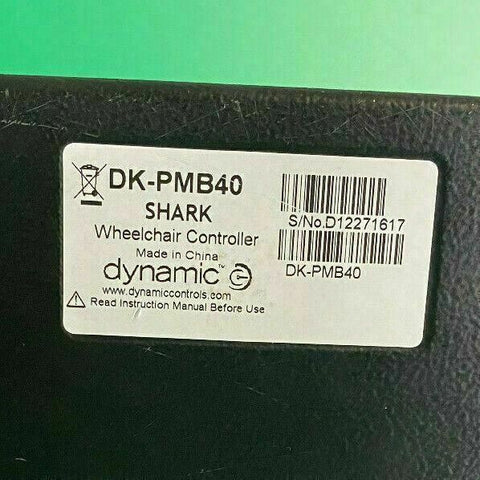 DK-PMB40
SHARK
Wheelchair Controller
Made in China
dynamic™
www.dynamiccontrols.com
Read Instruction Manual Before Use
S/No.D12271617
DK-PMB40